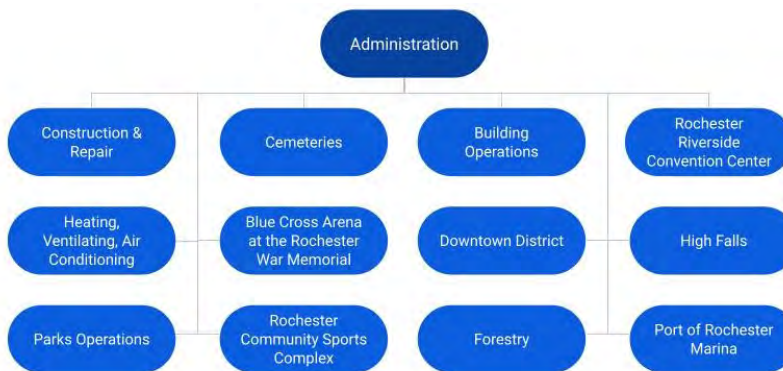 Administration
Construction &
Repair
Cemeteries
Building
Operations
Rochester
Riverside
Convention Center
Heating,
Ventilating, Air
Conditioning
Blue Cross Arena
at the Rochester
War Memorial
Downtown District
High Falls
Parks Operations
Rochester
Community Sports
Complex
Forestry
Port of Rochester
Marina